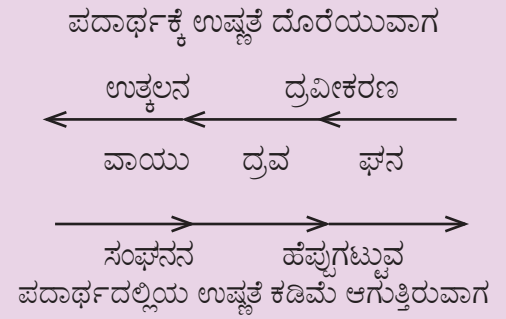 ಪದಾರ್ಥಕ್ಕೆ ಉಷ್ಣತೆ ದೊರೆಯುವಾಗ
ಉತ್ಕಲನ ದ್ರವೀಕರಣ
ವಾಯು ದ್ರವ ಘನ
ಸಂಘನನ ಹೆಪ್ಪುಗಟ್ಟುವ
ಪದಾರ್ಥದಲ್ಲಿಯ ಉಷ್ಣತೆ ಕಡಿಮೆ ಆಗುತ್ತಿರುವಾಗ